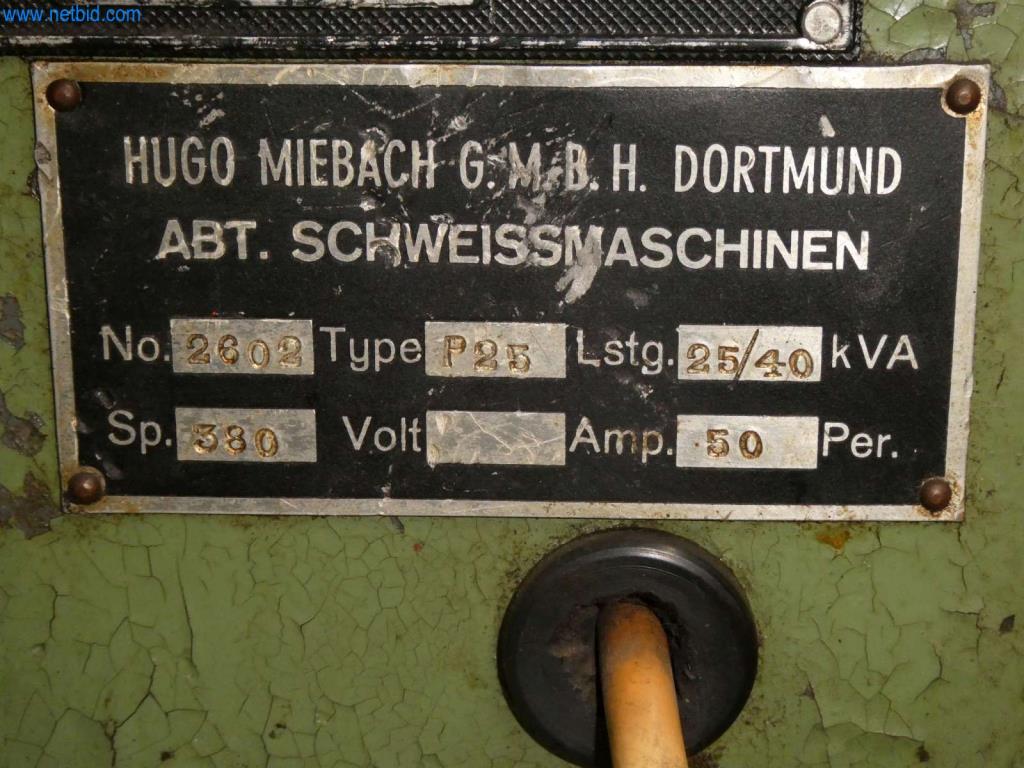 www.netbid.com
HUGO MIEBACH G.M.B.H. DORTMUND
ABT. SCHWEISSMASCHINEN
No. 2602 Type P25 Lstg. 25/40 kVA
Sp. 380 Volt Amp. 50 Per.